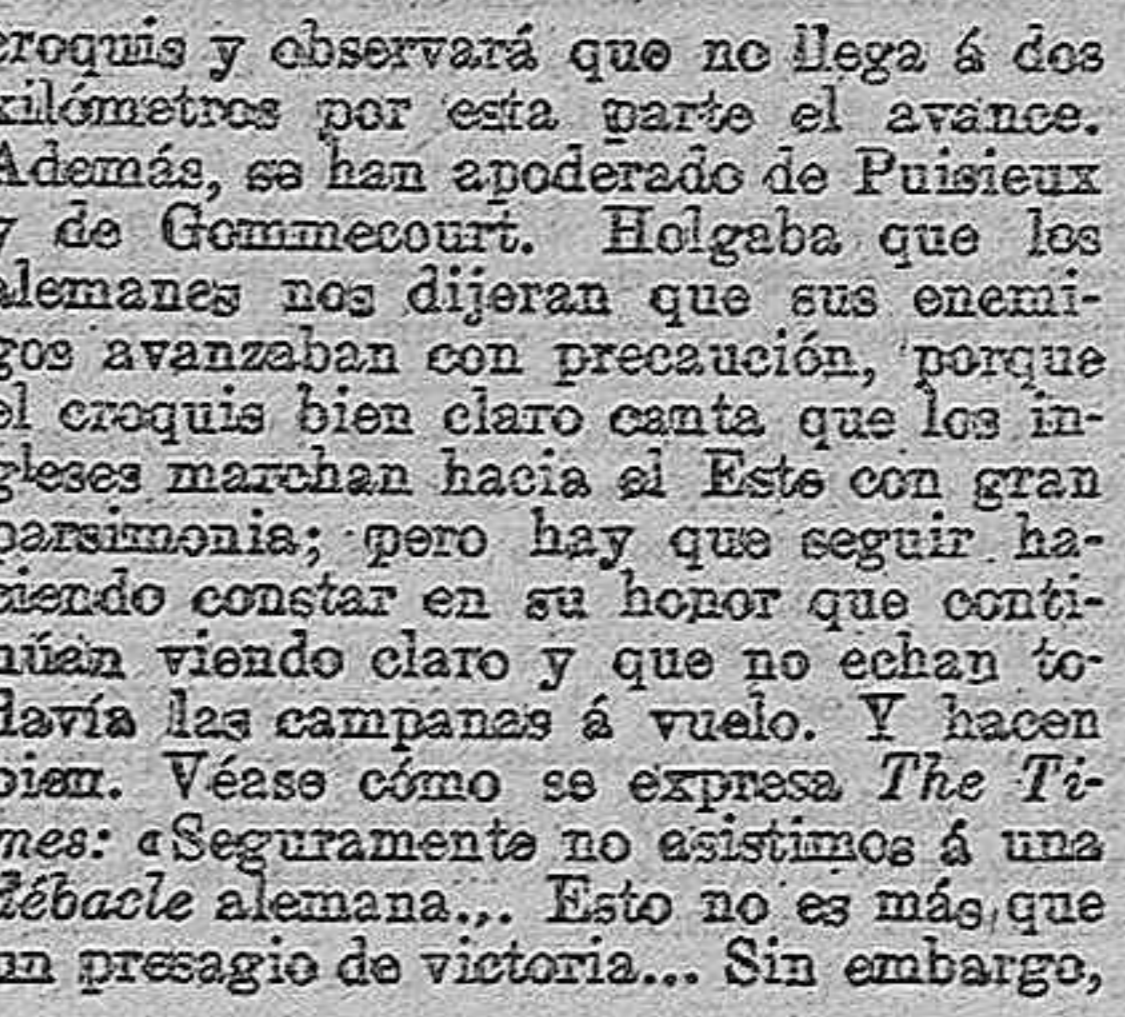 croquis y observará que no llega á dos
kilómetros por esta parte el avance.
Además, se han apoderado de Puisieux
y de Gommecourt. Holgaba que los
alemanes nos dijeran que sus enemi-
gos avanzaban con precaución, porque
el croquis bien claro canta que los in-
gleses marchan hacia el Este con gran
parsimonia; pero hay que seguir ha-
ciendo constar en su honor que conti-
núan viendo claro y que no echan to-
davía las campanas á vuelo. Y hacen
bien. Véase cómo se expresa The Ti-
mes: «Seguramente no asistimos á una
débacle alemana... Esto no es más que
un presagio de victoria... Sin embargo,